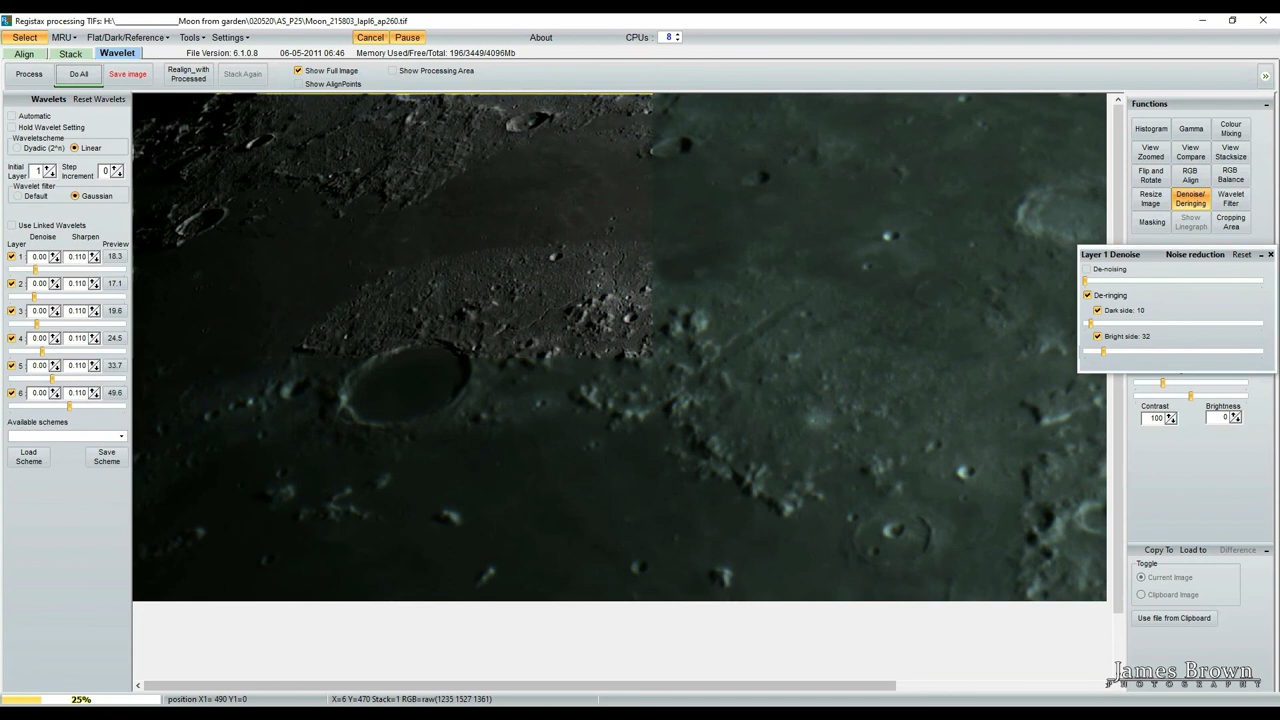 Registax processing TIFs: H:\______________Moon from garden\020520\AS_P25\Moon_215803_lapl6_ap260.tif
Select MRU Flat/Dark/Reference Tools Settings Cancel Pause About CPUs: 8
Align Stack Wavelet File Version: 6.1.0.8 06-05-2011 06:46 Memory Used/Free/Total: 196/3449/4096Mb
Process Do All Save image Realign_with Processed Stack Again Show Full Image Show Processing Area
Show AlignPoints
Wavelets Reset Wavelets
Automatic
Hold Wavelet Setting
Waveletscheme
Dyadic (2^n) Linear
Initial Layer 1 Step Increment 0
Wavelet filter
Default Gaussian
Use Linked Wavelets
Denoise Sharpen
Layer Preview
1 : 0.00 0.110 18.3
2 : 0.00 0.110 17.1
3 : 0.00 0.110 19.6
4 : 0.00 0.110 24.5
5 : 0.00 0.110 33.7
6 : 0.00 0.110 49.6
Available schemes
Load Scheme Save Scheme
Functions
Histogram Gamma Colour Mixing
View Zoomed View Compare View Stacksize
Flip and Rotate RGB Align RGB Balance
Resize Image Denoise/ Deringing Wavelet Filter
Masking Show Linegraph Cropping Area
Layer 1 Denoise Noise reduction Reset
De-noising
De-ringing
Dark side: 10
Bright side: 32
Contrast Brightness
100 0
Copy To Load to Difference
Toggle
Current Image
Clipboard Image
Use file from Clipboard
James Brown
PHOTOGRAPHY
25% position X1= 490 Y1=0 X=6 Y=470 Stack=1 RGB=raw(1235 1527 1361)